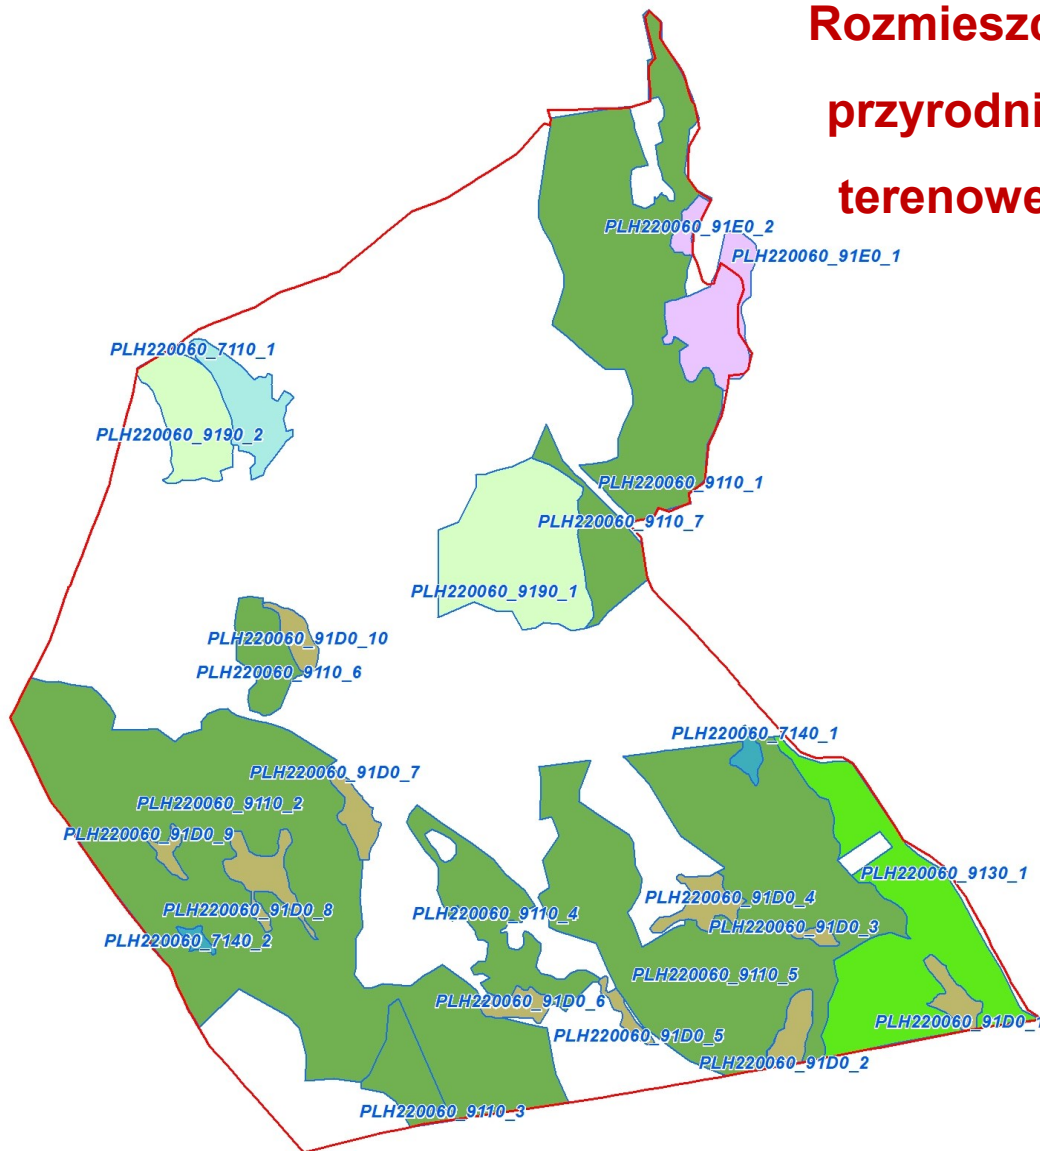 przyrodni
terenowe
PLH220060_91E0_2
PLH220060_91E0_1
PLH220060_7110_1
PLH220060_9190_2
PLH220060_9110_1
PLH220060_9110_7
PLH220060_9190_1
PLH220060_91D0_10
PLH220060_9110_6
PLH220060_7140_1
PLH220060_91D0_7
PLH220060_9110_2
PLH220060_91D0_9
PLH220060_9130_1
PLH220060_91D0_4
PLH220060_91D0_8
PLH220060_9110_4
PLH220060_91D0_3
PLH220060_7140_2
PLH220060_9110_5
PLH220060_91D0_6
PLH220060_91D0_1
PLH220060_91D0_5
PLH220060_91D0_2
PLH220060_9110_3